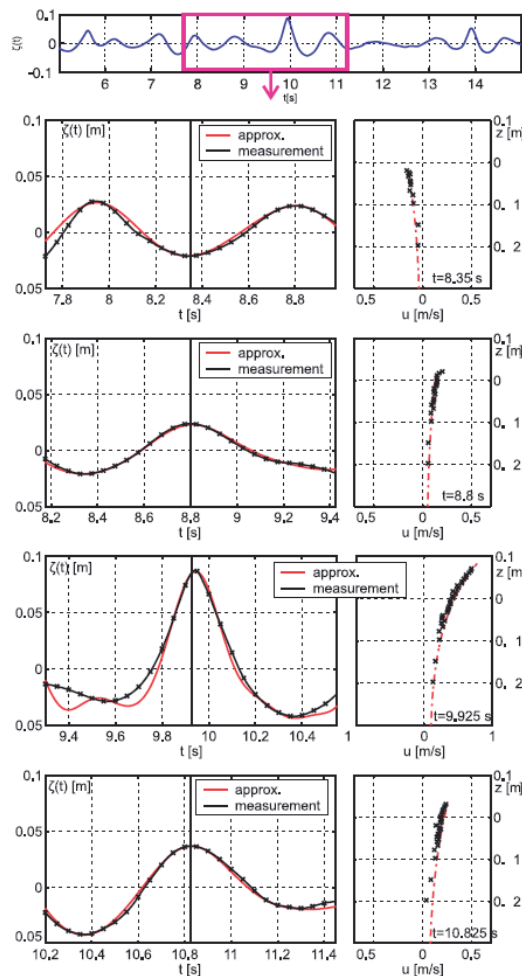 0.1
ζ(t)
0
-0.1
6 7 8 9 10 11 12 13 14
t[s]
0.1
ζ(t) [m]
approx.
measurement
0.05
0
0.05
7.8 8 8.2 8.4 8.6 8.8
t [s]
z [m]
0
0. 1
0. 2
t=8.35 s
0.5 0 0.5
u [m/s]
0.1
ζ(t) [m]
approx.
measurement
0.05
0
0.05
8.2 8.4 8.6 8.8 9 9.2 9.4
t [s]
z [m]
0
0. 1
0. 2
t=8.8 s
0.5 0 0.5
u [m/s]
0.1
ζ(t) [m]
approx.
measurement
0.05
0
0.05
9.4 9.6 9.8 10 10.2 10.4
t [s]
z [m]
0
0. 1
0. 2
t=9.925 s
1 0 1
u [m/s]
0.1
ζ(t) [m]
approx.
measurement
0.05
0
0.05
10.2 10.4 10.6 10.8 11 11.2 11.4
t [s]
z [m]
0
0. 1
0. 2
t=10.825 s
0.5 0 0.5
u [m/s]